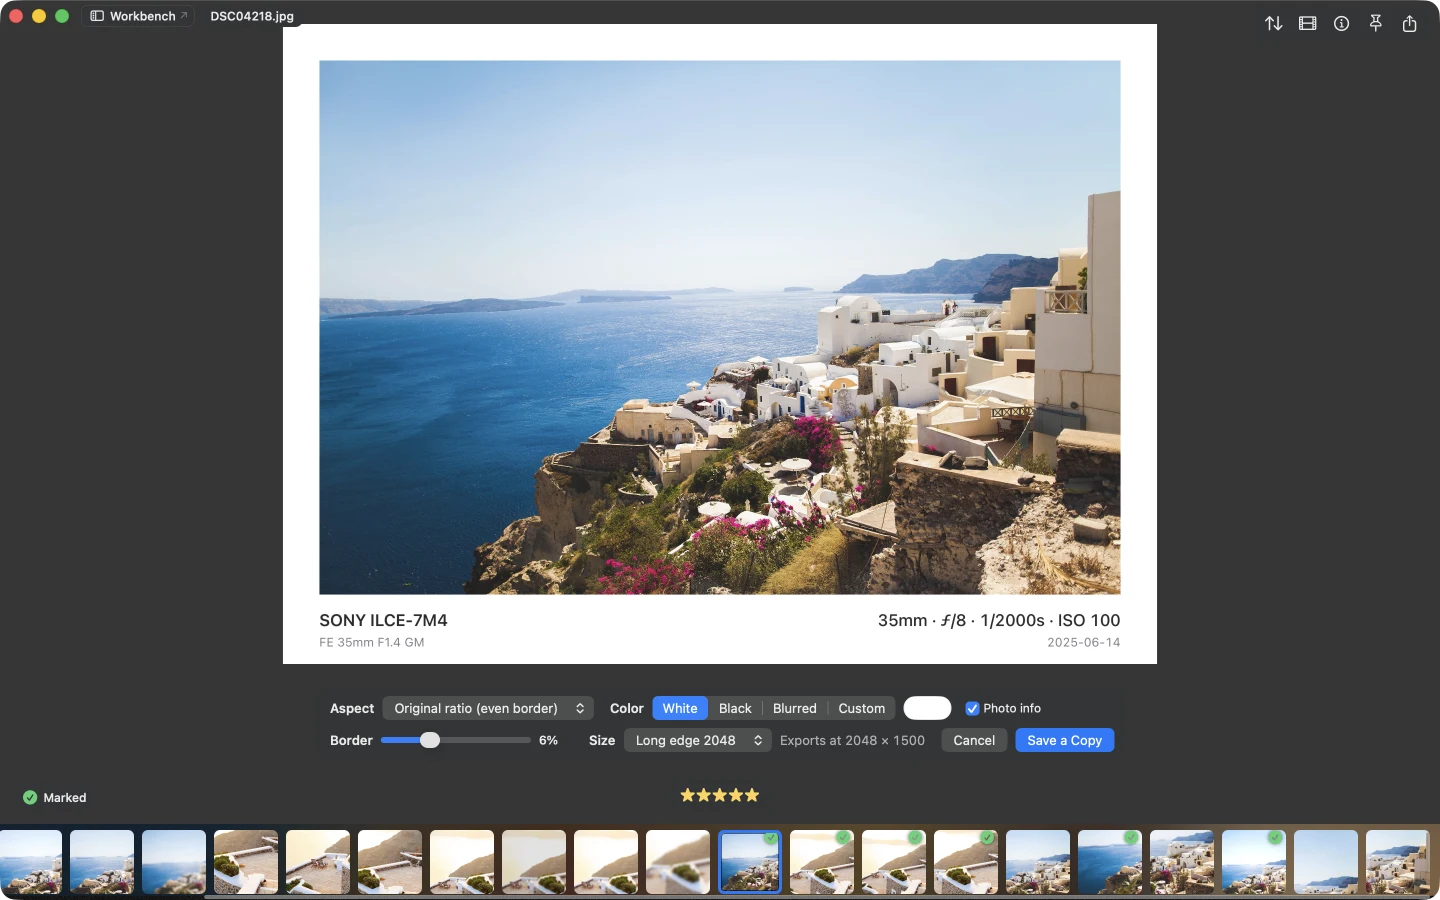 Workbench
DSC04218.jpg
SONY ILCE-7M4
35mm · ƒ/8 · 1/2000s · ISO 100
FE 35mm F1.4 GM
2025-06-14
Aspect
Original ratio (even border)
Color
White
Black
Blurred
Custom
Photo info
Border
6%
Size
Long edge 2048
Exports at 2048 × 1500
Cancel
Save a Copy
Marked